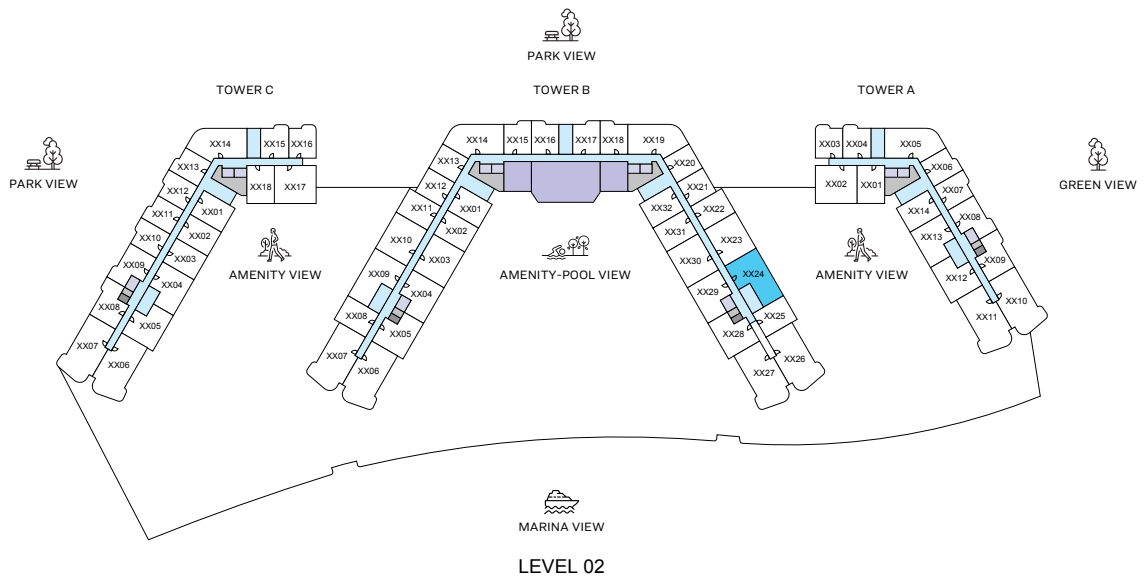 PARK VIEW
TOWER C
TOWER B
TOWER A
PARK VIEW
GREEN VIEW
XX14
XX15
XX16
XX13
XX18
XX17
XX12
XX01
XX11
XX02
XX10
XX03
XX09
XX04
XX08
XX05
XX07
XX06
XX14
XX15
XX16
XX17
XX18
XX19
XX13
XX20
XX12
XX01
XX32
XX21
XX11
XX02
XX31
XX22
XX10
XX03
XX30
XX23
XX09
XX04
XX29
XX24
XX08
XX05
XX28
XX25
XX07
XX06
XX27
XX26
XX03
XX04
XX05
XX02
XX01
XX06
XX07
XX14
XX08
XX13
XX09
XX12
XX10
XX11
AMENITY VIEW
AMENITY-POOL VIEW
AMENITY VIEW
MARINA VIEW
LEVEL 02